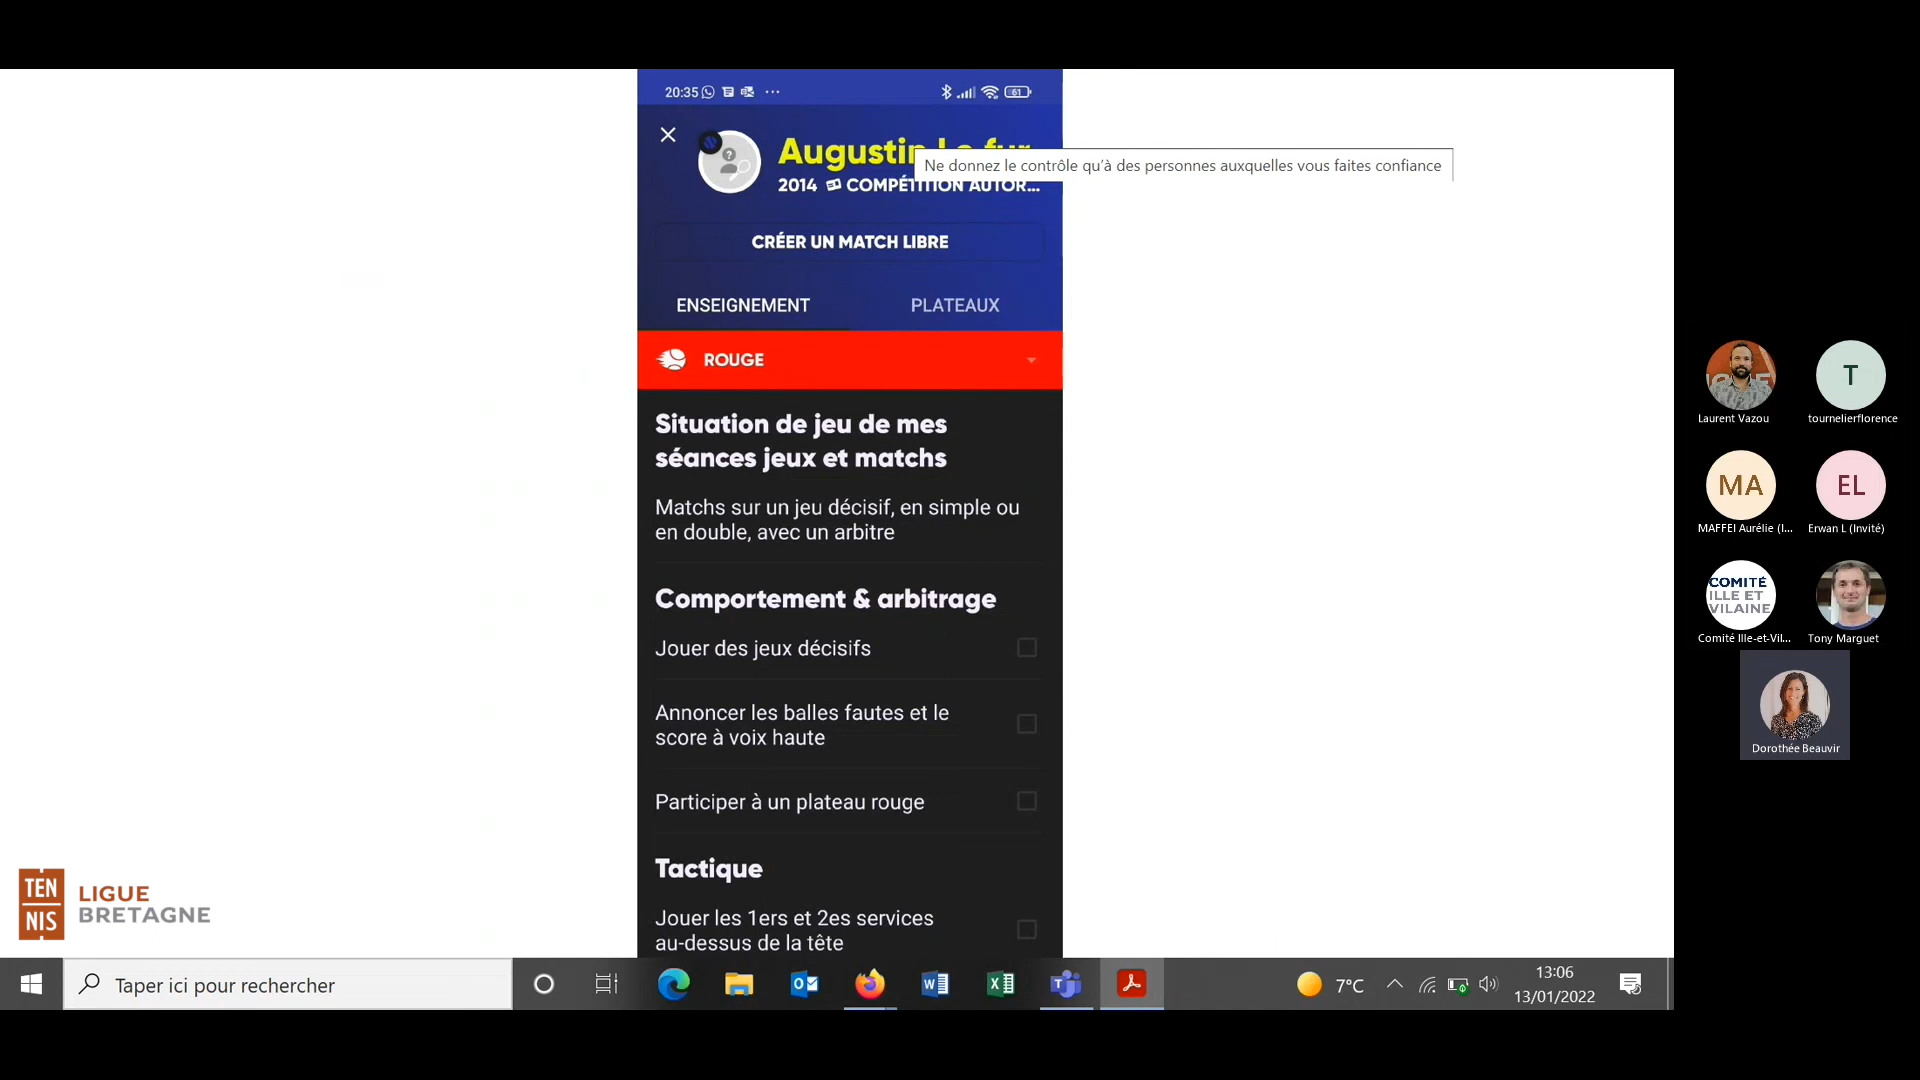 20:35
61
Augustin
Ne donnez le contrôle qu'à des personnes auxquelles vous faites confiance
2014 COMPÉTITION AUTOR...
CRÉER UN MATCH LIBRE
ENSEIGNEMENT
PLATEAUX
ROUGE
Situation de jeu de mes
séances jeux et matchs
Matchs sur un jeu décisif, en simple ou
en double, avec un arbitre
Comportement & arbitrage
Jouer des jeux décisifs
Annoncer les balles fautes et le
score à voix haute
Participer à un plateau rouge
Tactique
Jouer les 1ers et 2es services
au-dessus de la tête
TEN
NIS
LIGUE
BRETAGNE
Taper ici pour rechercher
7°C
13:06
13/01/2022
Laurent Vazou
T
tournelierflorence
MA
MAFFEI Aurélie (I...
EL
Erwan L (Invité)
COMITÉ
ILLE ET
VILAINE
Comité Ille-et-Vil...
Tony Marguet
Dorothée Beauvir